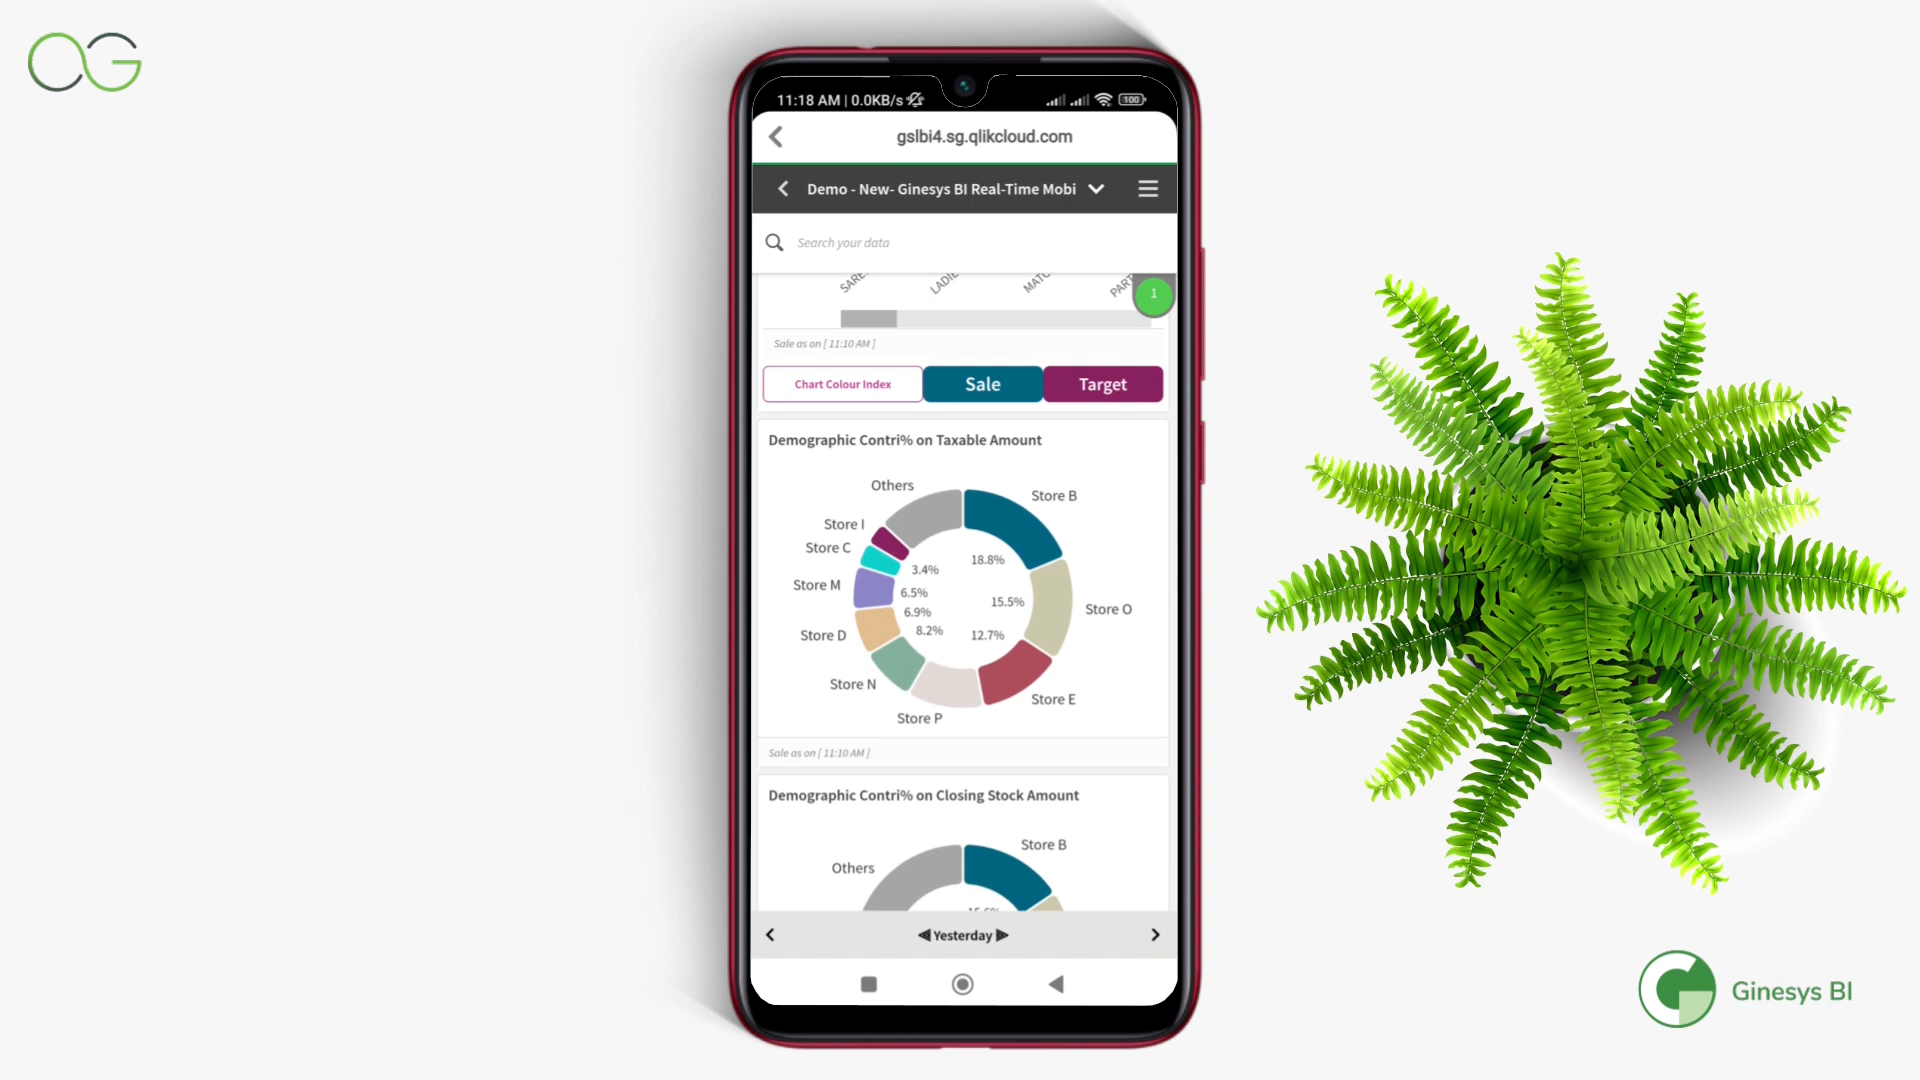 11:18 AM | 0.0KB/s
100
gslbi4.sg.qlikcloud.com
Demo - New- Ginesys BI Real-Time Mobi
Search your data
1
Sale as on [ 11:10 AM ]
Chart Colour Index
Sale
Target
Demographic Contri% on Taxable Amount
Others
Store B
Store I
Store C
18.8%
3.4%
Store M
6.5%
15.5%
Store O
6.9%
8.2%
12.7%
Store D
Store N
Store E
Store P
Sale as on [ 11:10 AM ]
Demographic Contri% on Closing Stock Amount
Store B
Others
Yesterday
Ginesys BI